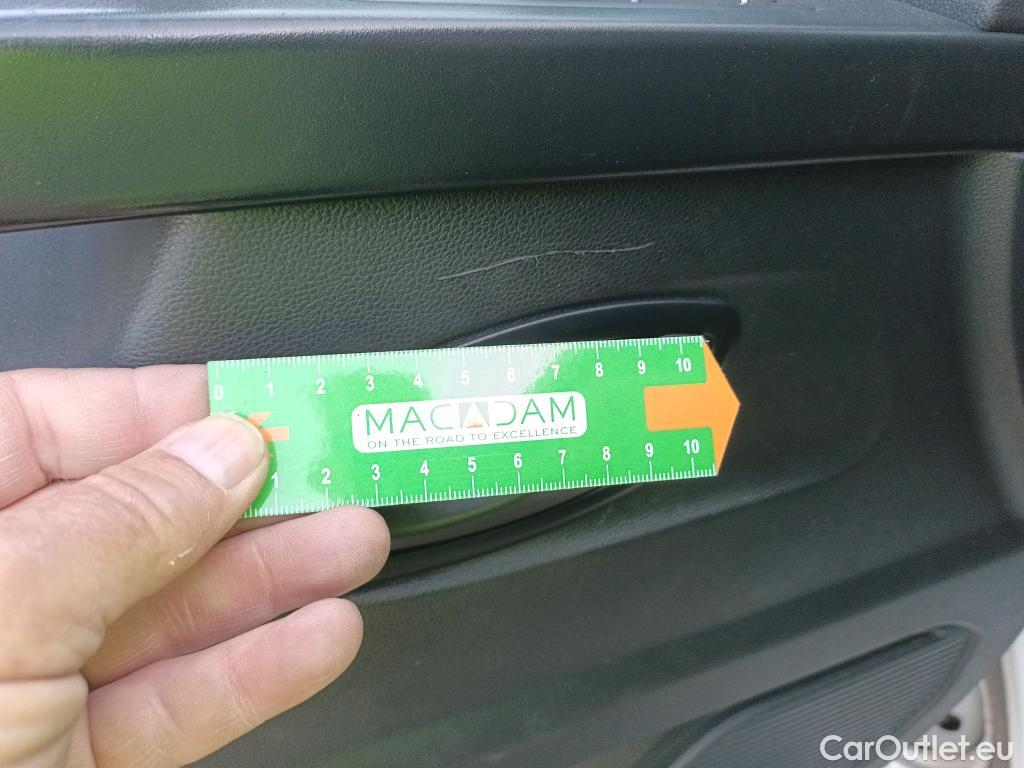 0 1 2 3 4 5 6 7 8 9 10
MACADAM
ON THE ROAD TO EXCELLENCE
1 2 3 4 5 6 7 8 9 10
CarOutlet.eu